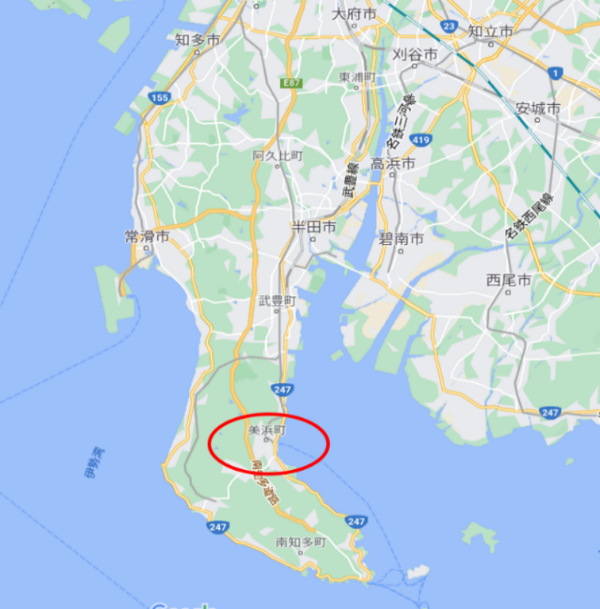 大府市
23
知立市
知多市
刈谷市
E87
東浦町
1
155
安城市
名鉄三河線
419
阿久比町
武豊線
高浜市
半田市
名鉄西尾線
常滑市
碧南市
西尾市
武豊町
247
247
美浜町
伊勢湾
南知多道路
247
247
南知多町
Google